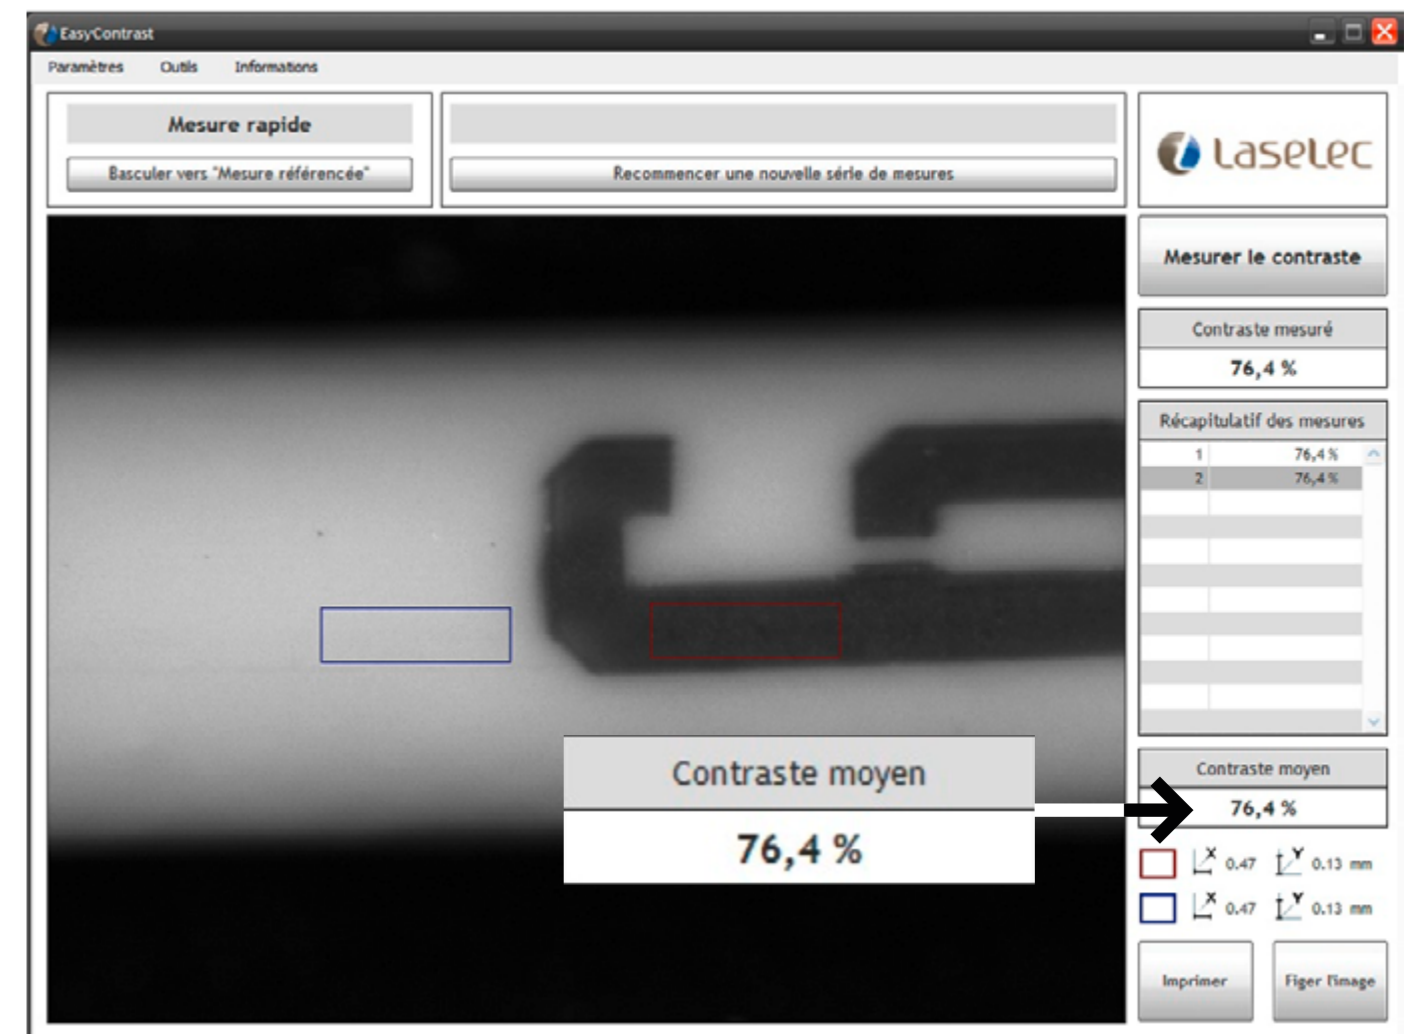 EasyContrast
Paramètres Outils Informations
Mesure rapide
Basculer vers "Mesure référencée"
Recommencer une nouvelle série de mesures
Laselec
Mesurer le contraste
Contraste mesuré
76,4 %
Récapitulatif des mesures
1 76,4 %
2 76,4 %
Contraste moyen
76,4 %
Contraste moyen
76,4 %
X 0.47 Y 0.13 mm
X 0.47 Y 0.13 mm
Imprimer Figer l'image